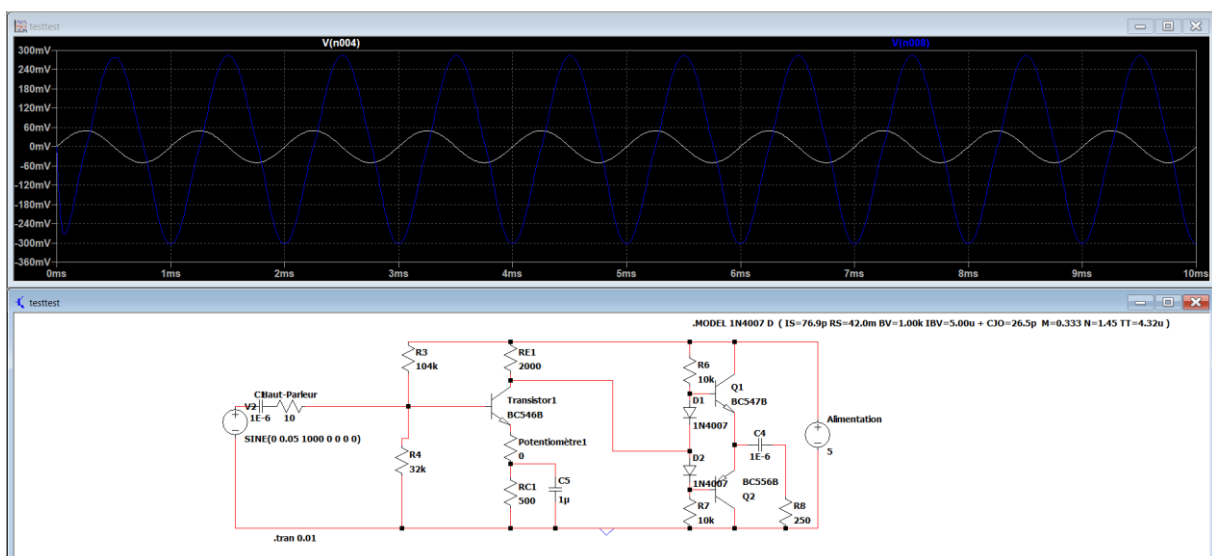 testtest
V(n004)
V(n008)
300mV
240mV
180mV
120mV
60mV
0mV
-60mV
-120mV
-180mV
-240mV
-300mV
-360mV
0ms
1ms
2ms
3ms
4ms
5ms
6ms
7ms
8ms
9ms
10ms
testtest
.MODEL 1N4007 D ( IS=76.9p RS=42.0m BV=1.00k IBV=5.00u + CJO=26.5p M=0.333 N=1.45 TT=4.32u )
R3
104k
RE1
2000
R6
10k
Q1
BC547B
C1
Haut-Parleur
V2
1E-6
10
SINE(0 0.05 1000 0 0 0 0)
Transistor1
BC546B
D1
1N4007
Alimentation
5
Potentiomètre1
0
C4
1E-6
R4
32k
D2
1N4007
BC556B
Q2
RC1
500
C5
1µ
R7
10k
R8
250
.tran 0.01